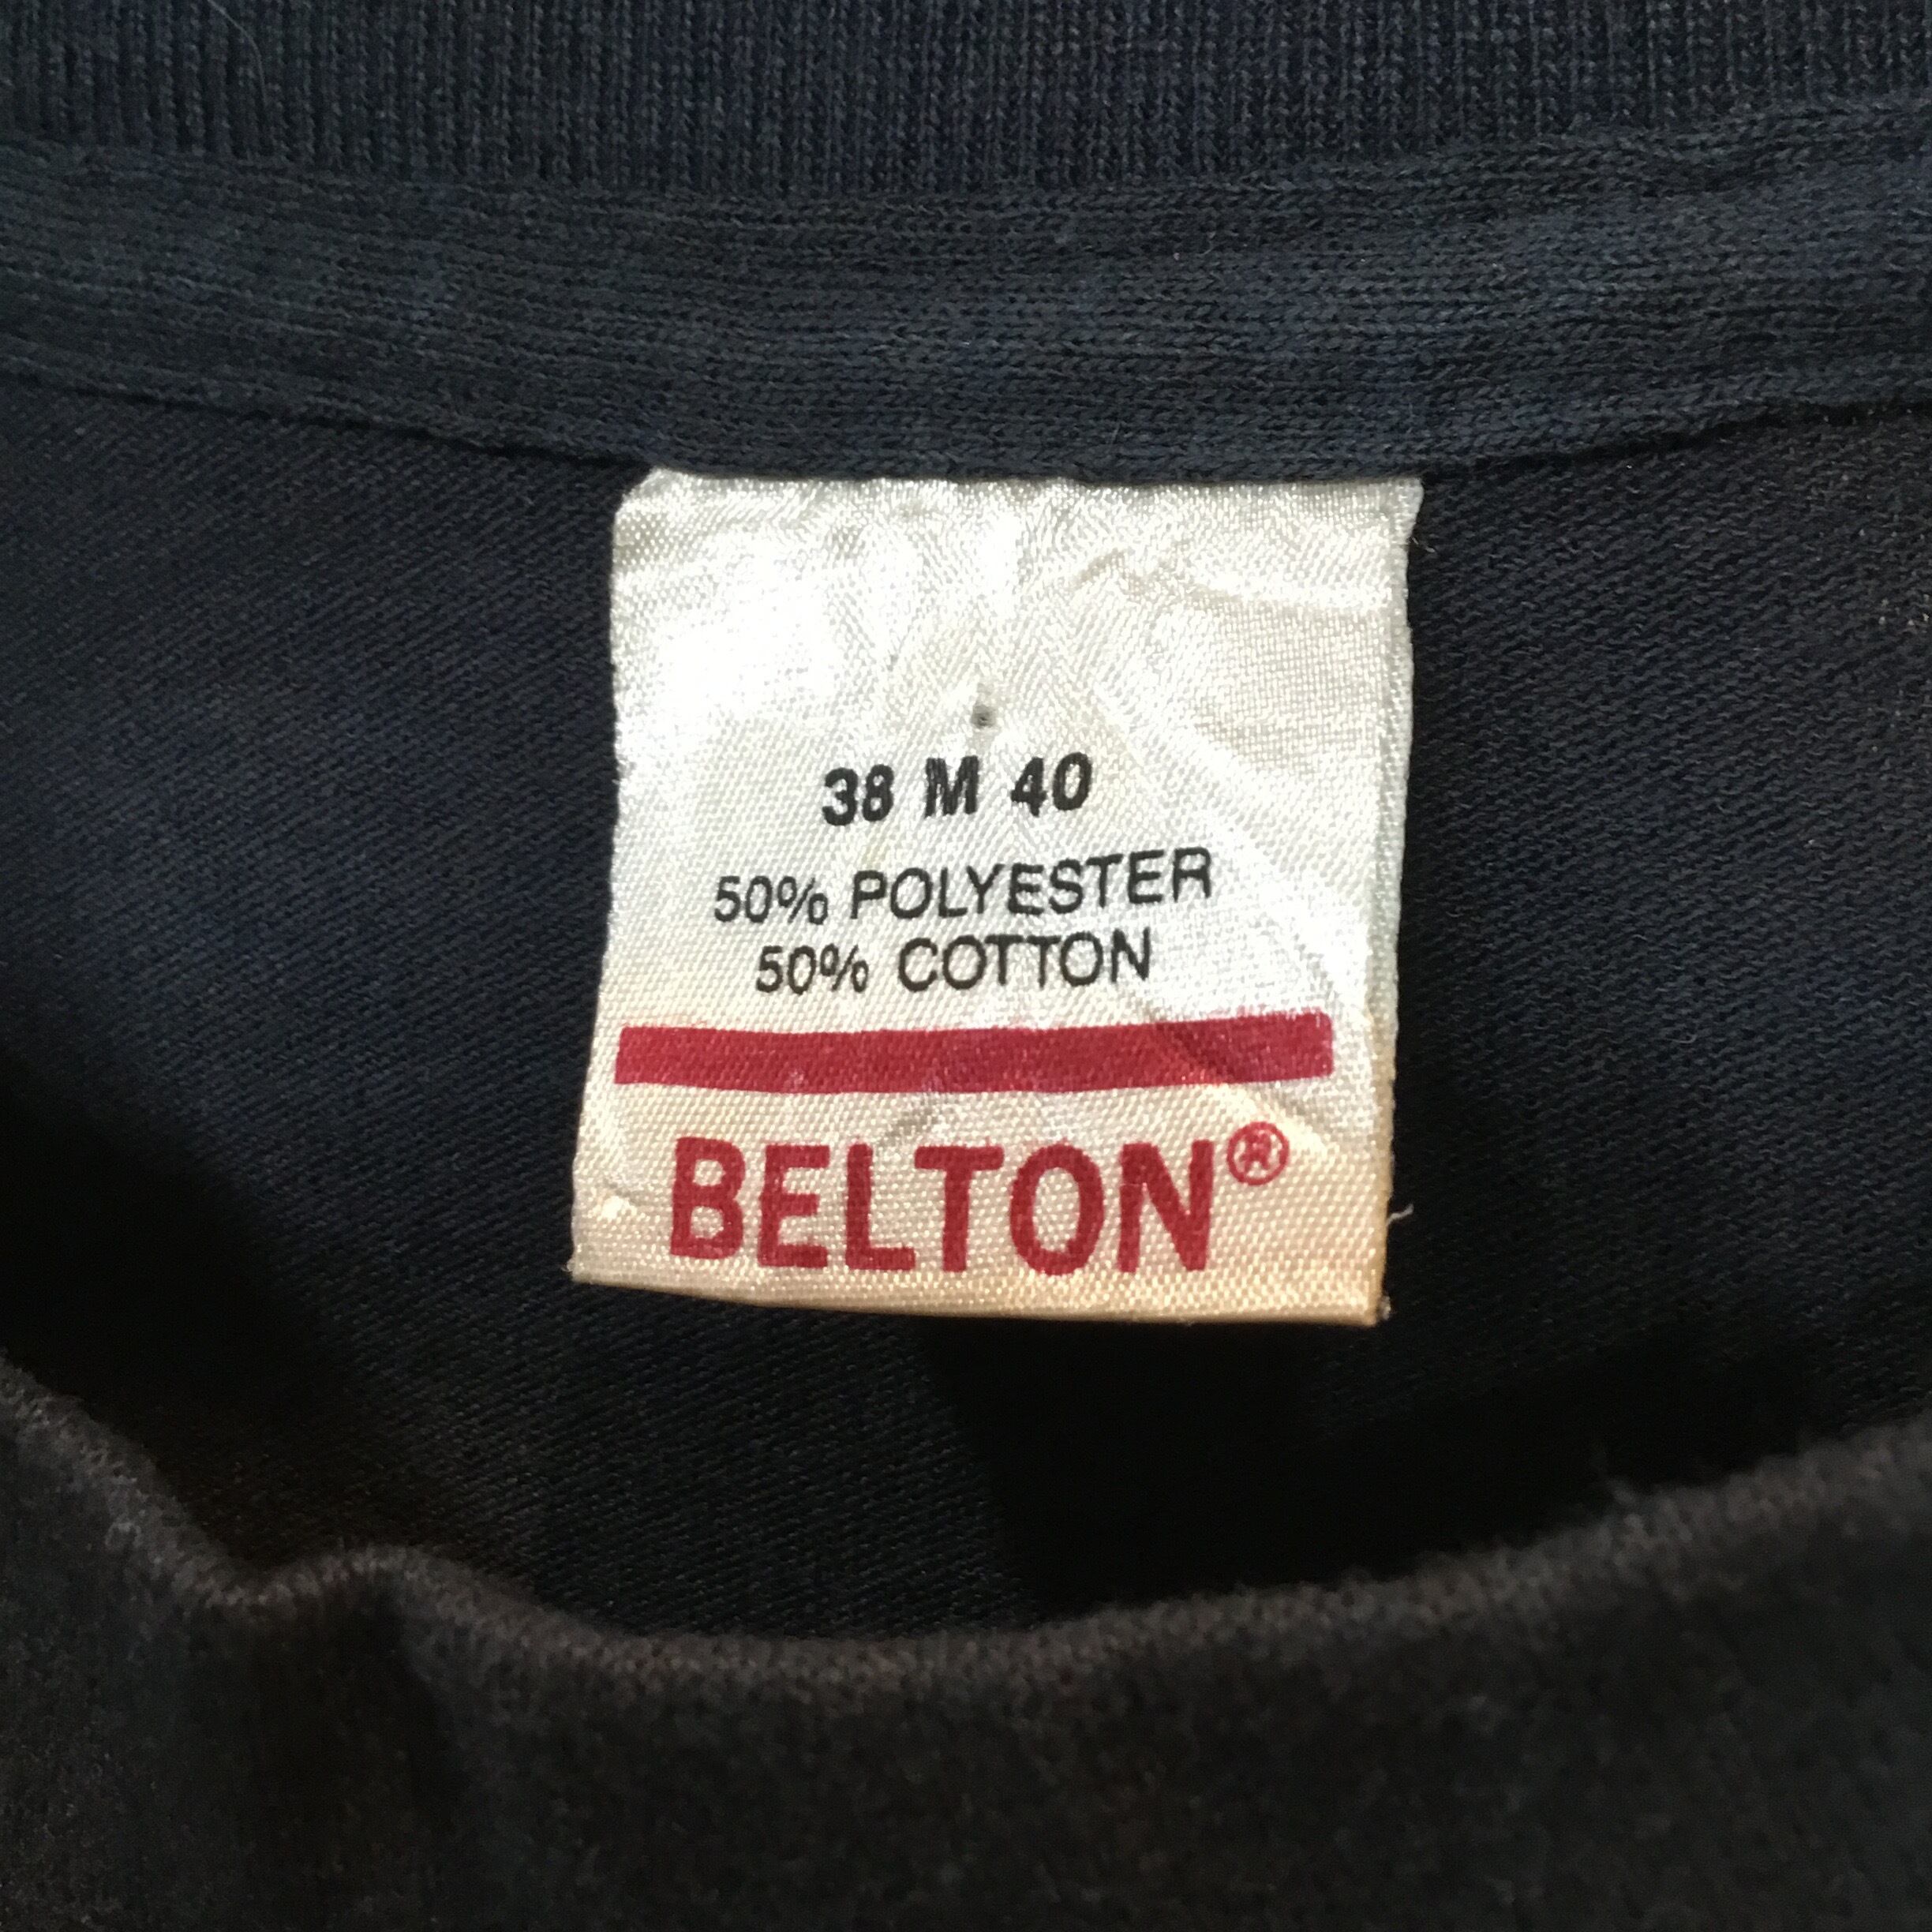 38 M 40
50% POLYESTER
50% COTTON
BELTON®